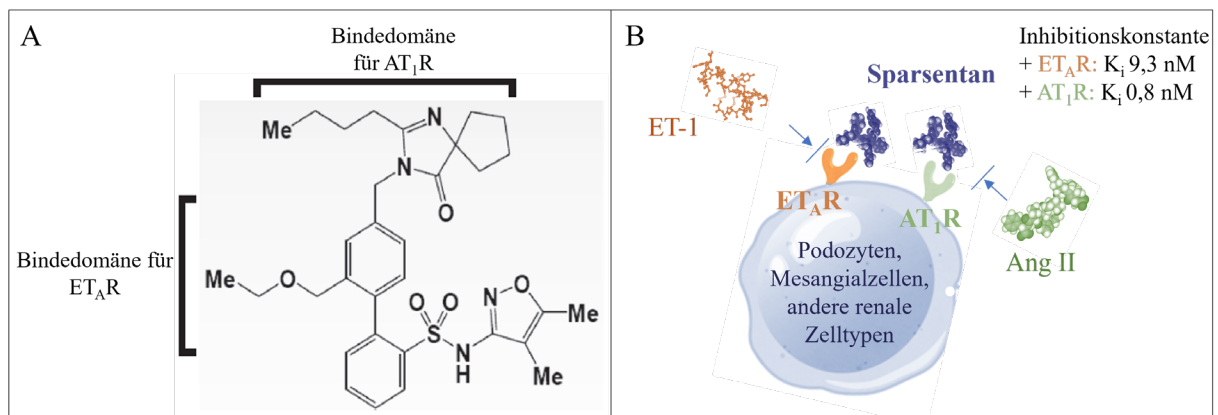 A
Bindedomäne
für AT₁R
Me
N
N
O
Bindedomäne für
ETₐR
Me
O
O
O
S
N
H
N
O
Me
Me
B
Inhibitionskonstante
+ ETₐR: Kᵢ 9,3 nM
+ AT₁R: Kᵢ 0,8 nM
Sparsentan
ET-1
ETₐR
AT₁R
Ang II
Podozyten,
Mesangialzellen,
andere renale
Zelltypen